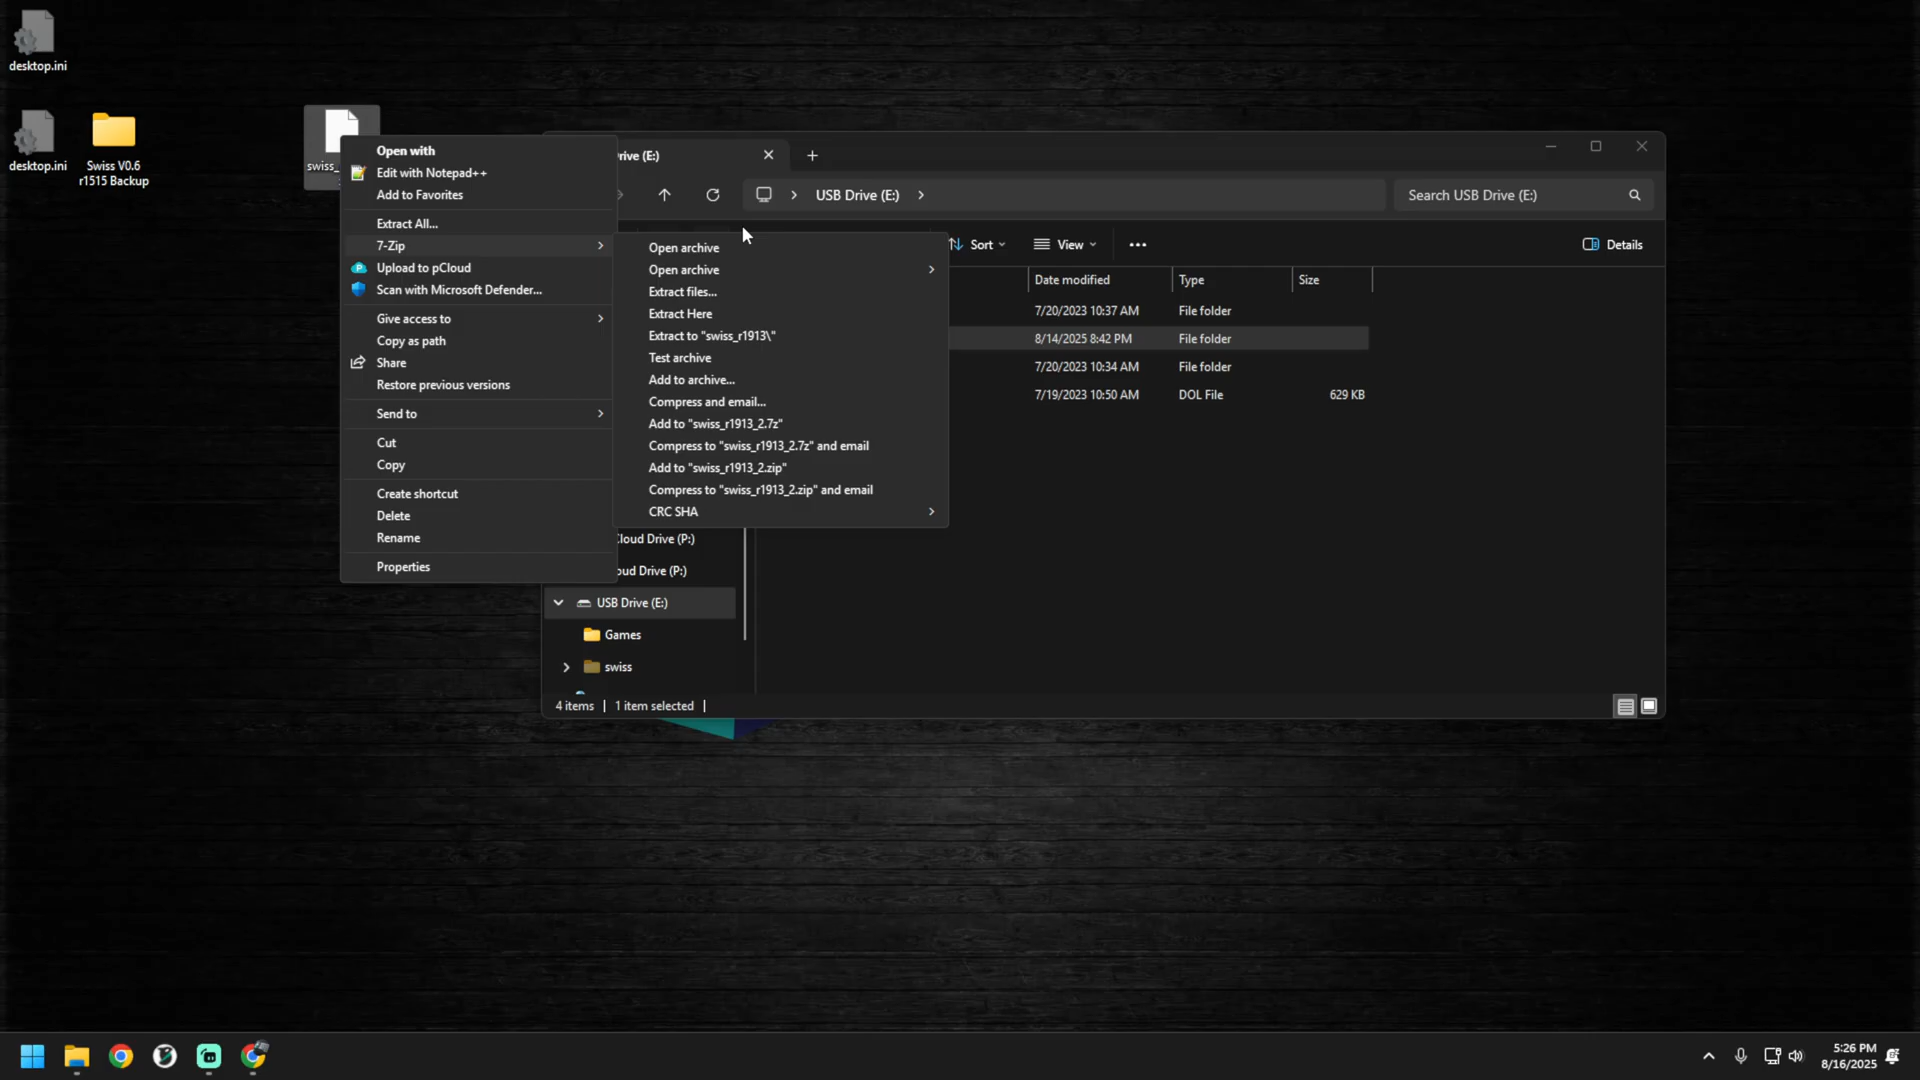 desktop.ini
desktop.ini
Swiss V0.6
r1515 Backup
swiss_
Open with
Edit with Notepad++
Add to Favorites
Extract All...
7-Zip
Upload to pCloud
Scan with Microsoft Defender...
Give access to
Copy as path
Share
Restore previous versions
Send to
Cut
Copy
Create shortcut
Delete
Rename
Properties
Open archive
Open archive
Extract files...
Extract Here
Extract to "swiss_r1913\"
Test archive
Add to archive...
Compress and email...
Add to "swiss_r1913_2.7z"
Compress to "swiss_r1913_2.7z" and email
Add to "swiss_r1913_2.zip"
Compress to "swiss_r1913_2.zip" and email
CRC SHA
rive (E:)
USB Drive (E:)
Search USB Drive (E:)
Sort
View
Details
Date modified Type Size
7/20/2023 10:37 AM File folder
8/14/2025 8:42 PM File folder
7/20/2023 10:34 AM File folder
7/19/2023 10:50 AM DOL File 629 KB
Cloud Drive (P:)
oud Drive (P:)
USB Drive (E:)
Games
swiss
4 items 1 item selected
5:26 PM
8/16/2025